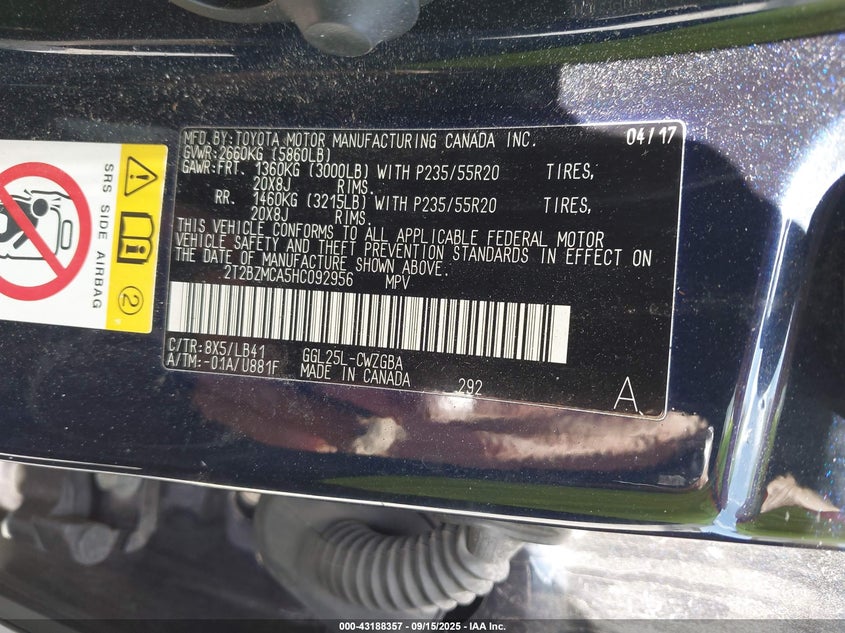 MFD.BY:TOYOTA MOTOR MANUFACTURING CANADA INC. 04/17
GVWR:2660KG (5860LB)
GAWR:FRT. 1360KG (3000LB) WITH P235/55R20 TIRES,
20X8J RIMS.
RR. 1460KG (3215LB) WITH P235/55R20 TIRES,
20X8J RIMS.
THIS VEHICLE CONFORMS TO ALL APPLICABLE FEDERAL MOTOR
VEHICLE SAFETY AND THEFT PREVENTION STANDARDS IN EFFECT ON
THE DATE OF MANUFACTURE SHOWN ABOVE.
2T2BZMCA5HC092956 MPV
C/TR:8X5/LB41 GGL25L-CWZGBA
A/TM:-01A/U881F MADE IN CANADA 292 A
SRS SIDE AIRBAG
2
000-43188357 - 09/15/2025 - IAA Inc.